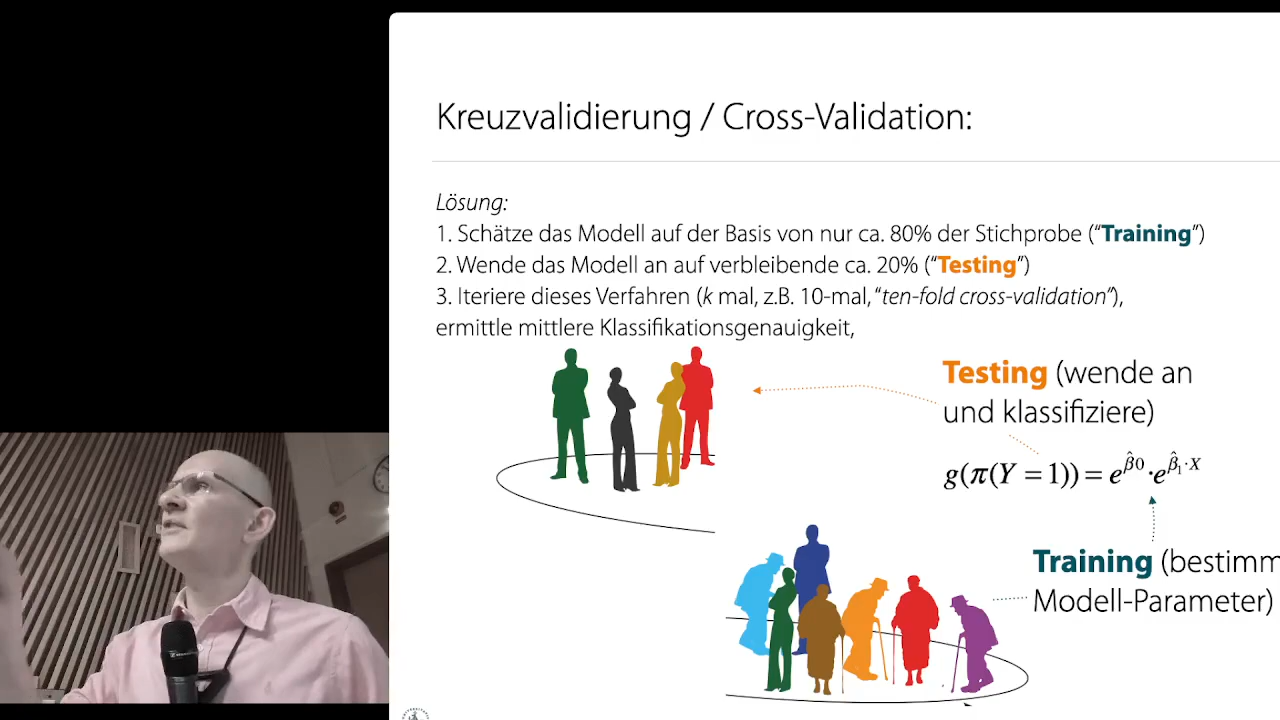 Kreuzvalidierung / Cross-Validation:
Lösung:
1. Schätze das Modell auf der Basis von nur ca. 80% der Stichprobe (“Training”)
2. Wende das Modell an auf verbleibende ca. 20% (“Testing”)
3. Iteriere dieses Verfahren (k mal, z.B. 10-mal, “ten-fold cross-validation”),
ermittle mittlere Klassifikationsgenauigkeit,
Testing (wende an
und klassifiziere)
g(π(Y = 1)) = e^β̂0 · e^β̂₁·X
Training (bestimm
Modell-Parameter)